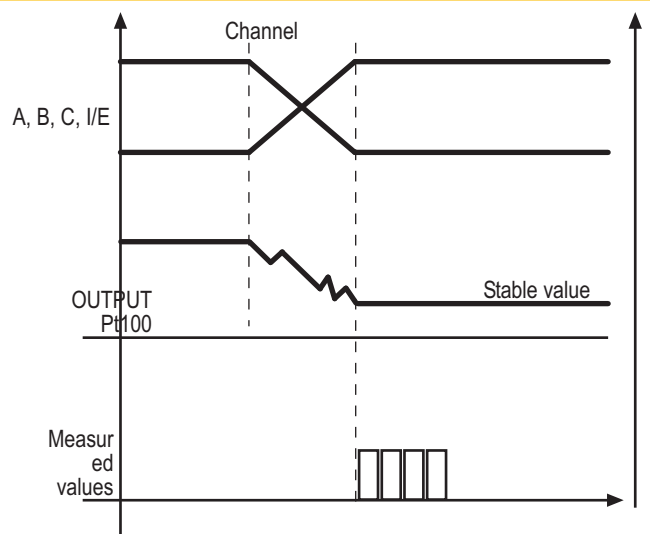 Channel
A, B, C, I/E
Stable value
OUTPUT
Pt100
Measur
ed
values